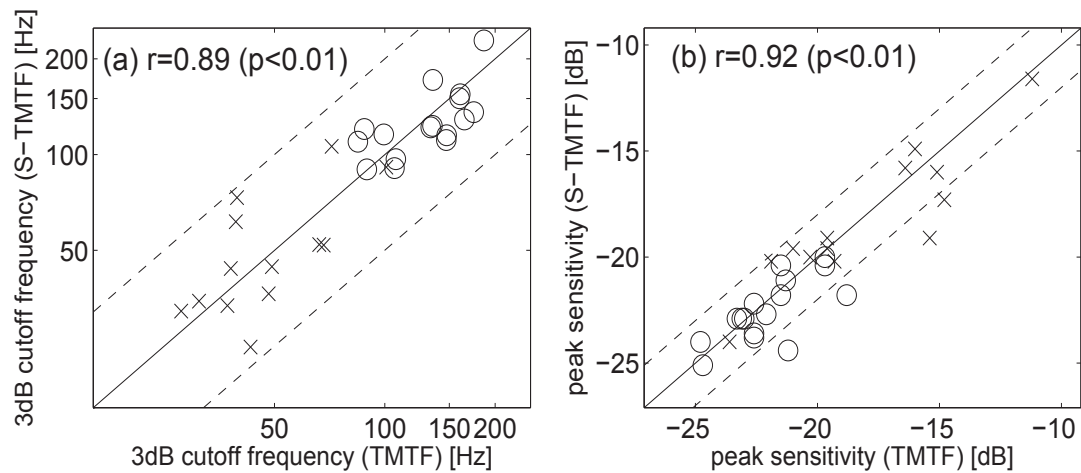 (a) r=0.89 (p<0.01)
3dB cutoff frequency (S−TMTF) [Hz]
200
150
100
50
50 100 150 200
3dB cutoff frequency (TMTF) [Hz]
(b) r=0.92 (p<0.01)
peak sensitivity (S−TMTF) [dB]
−10
−15
−20
−25
−25 −20 −15 −10
peak sensitivity (TMTF) [dB]